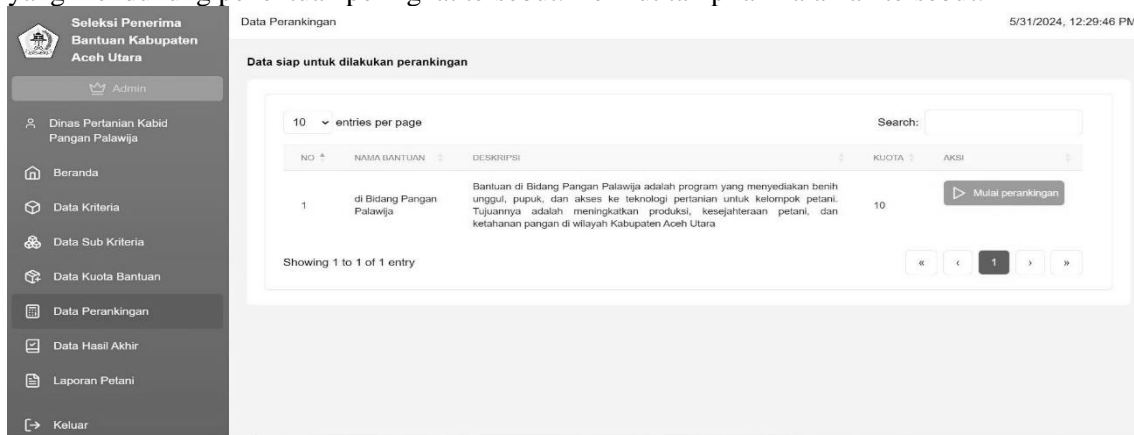 Seleksi Penerima
Bantuan Kabupaten
Aceh Utara
Admin
Dinas Pertanian Kabid
Pangan Palawija
Beranda
Data Kriteria
Data Sub Kriteria
Data Kuota Bantuan
Data Perankingan
Data Hasil Akhir
Laporan Petani
Keluar
Data Perankingan
5/31/2024, 12:29:46 PM
Data siap untuk dilakukan perankingan
10 entries per page
Search:
NO NAMA BANTUAN DESKRIPSI KUOTA AKSI
1
di Bidang Pangan
Palawija
Bantuan di Bidang Pangan Palawija adalah program yang menyediakan benih
unggul, pupuk, dan akses ke teknologi pertanian untuk kelompok petani.
Tujuannya adalah meningkatkan produksi, kesejahteraan petani, dan
ketahanan pangan di wilayah Kabupaten Aceh Utara
10
Mulai perankingan
Showing 1 to 1 of 1 entry
« ‹ 1 › »